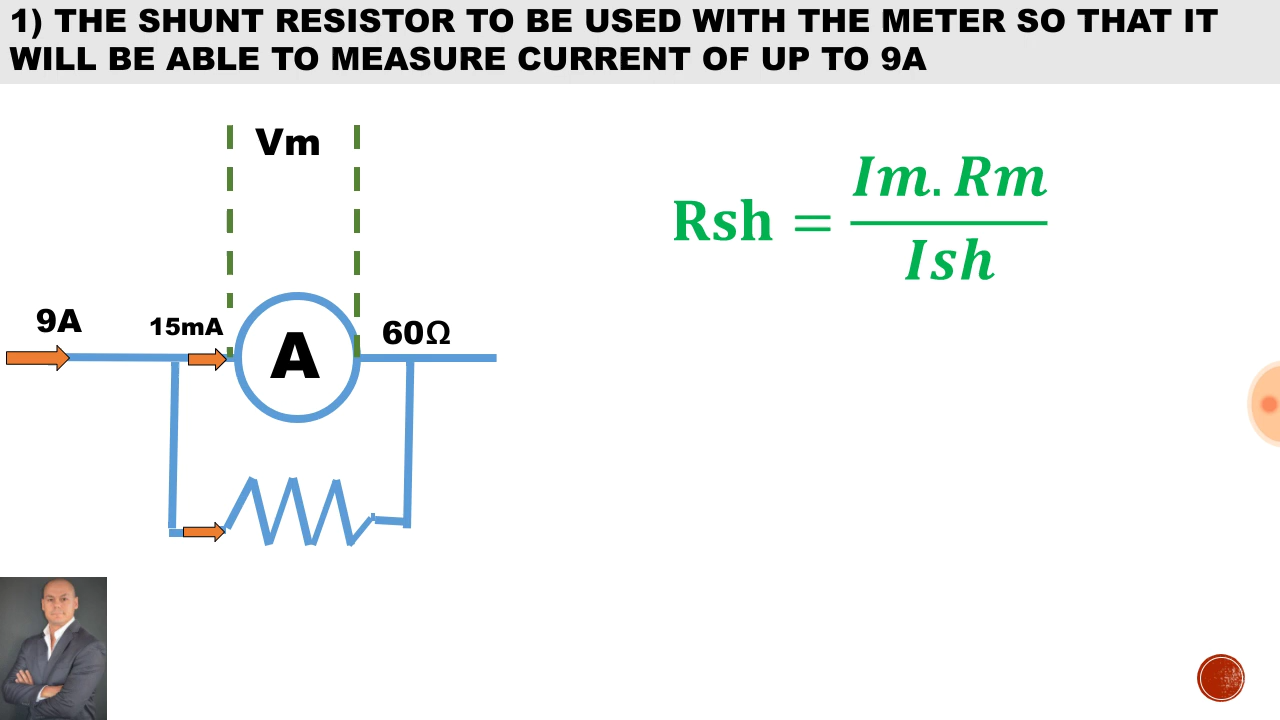 1) THE SHUNT RESISTOR TO BE USED WITH THE METER SO THAT IT
WILL BE ABLE TO MEASURE CURRENT OF UP TO 9A
Vm
Rsh = Im. Rm / Ish
9A
15mA
60Ω
A